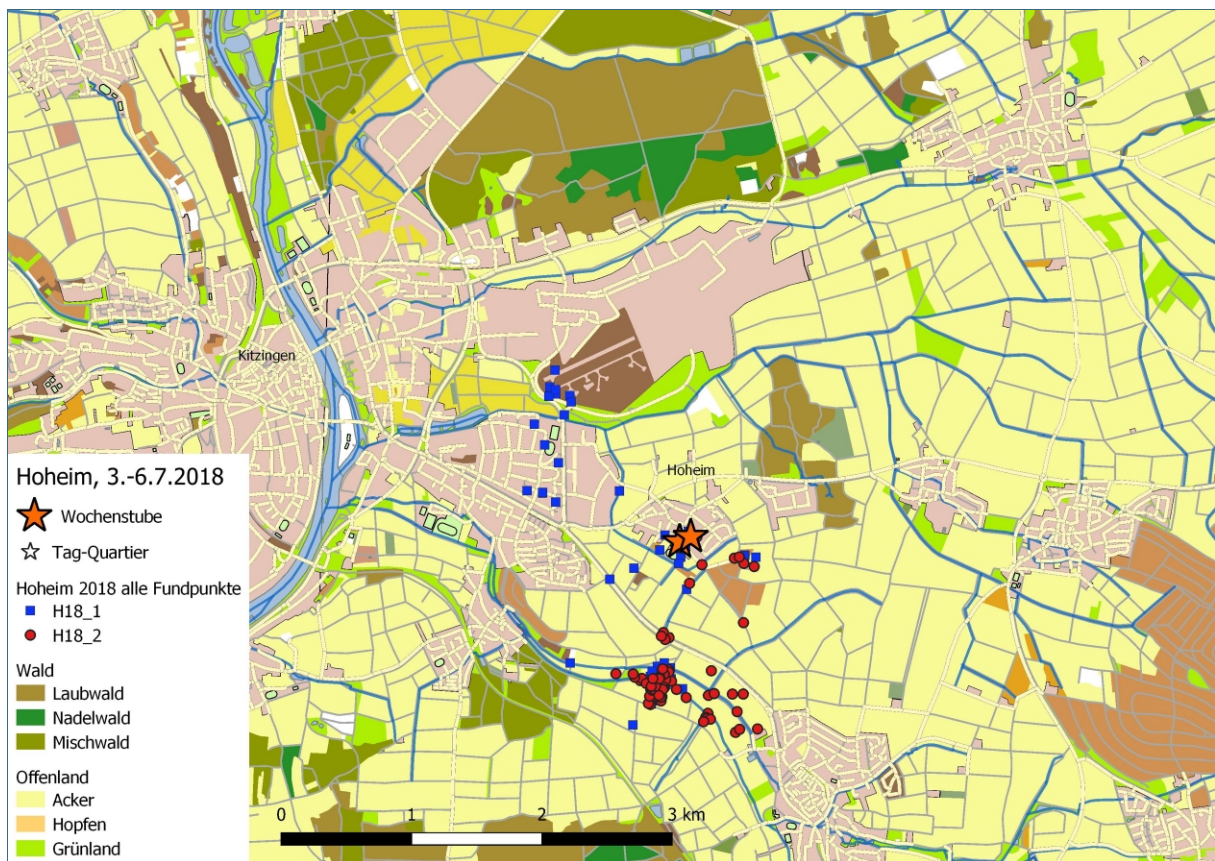 Kitzingen
Hoheim
Hoheim, 3.-6.7.2018
Wochenstube
Tag-Quartier
Hoheim 2018 alle Fundpunkte
H18_1
H18_2
Wald
Laubwald
Nadelwald
Mischwald
Offenland
Acker
Hopfen
Grünland
0 1 2 3 km